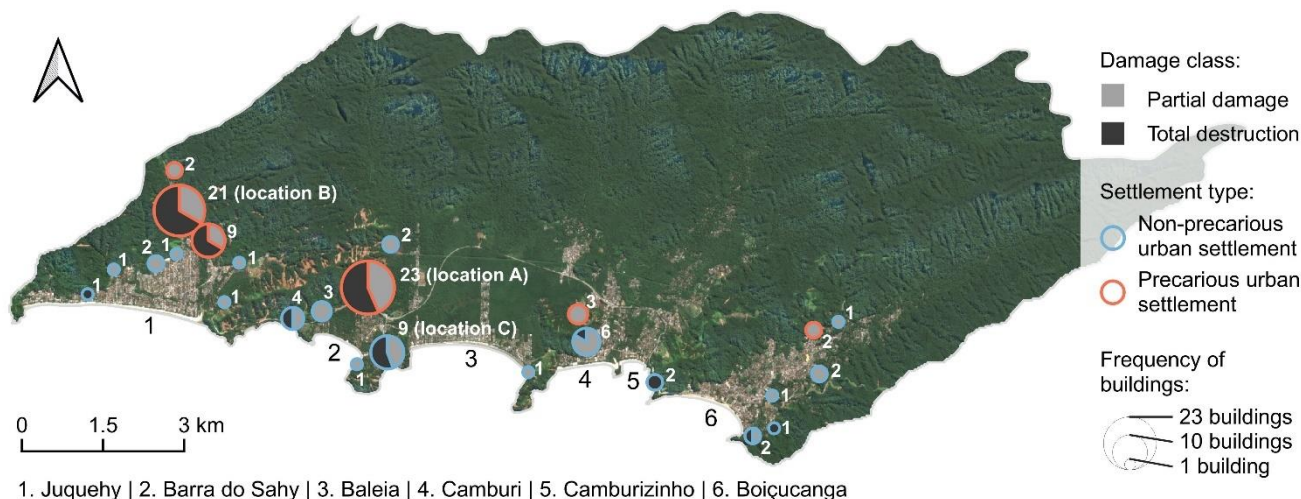 2
21 (location B)
9
1
2
1
1
1
1
2
23 (location A)
4
3
9 (location C)
1
1
3
6
2
1
2
2
1
1
2
1
2
3
4
5
6
0 1.5 3 km
1. Juquehy | 2. Barra do Sahy | 3. Baleia | 4. Camburi | 5. Camburizinho | 6. Boiçucanga
Damage class:
Partial damage
Total destruction
Settlement type:
Non-precarious
urban settlement
Precarious urban
settlement
Frequency of
buildings:
23 buildings
10 buildings
1 building